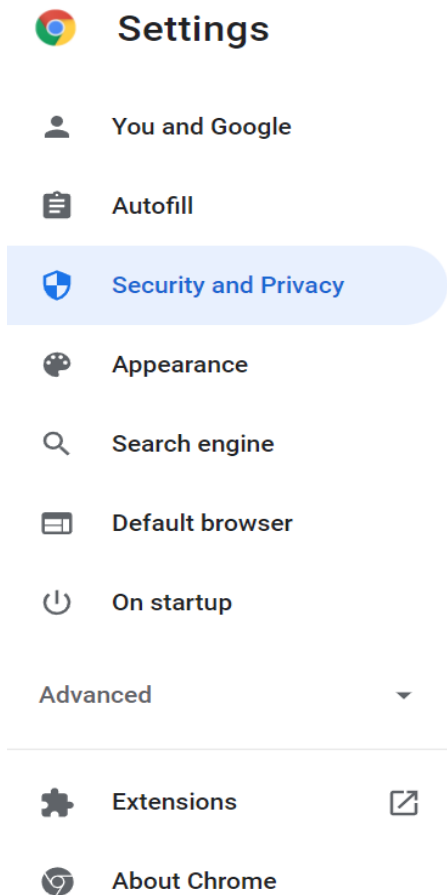 Settings
You and Google
Autofill
Security and Privacy
Appearance
Search engine
Default browser
On startup
Advanced
Extensions
About Chrome